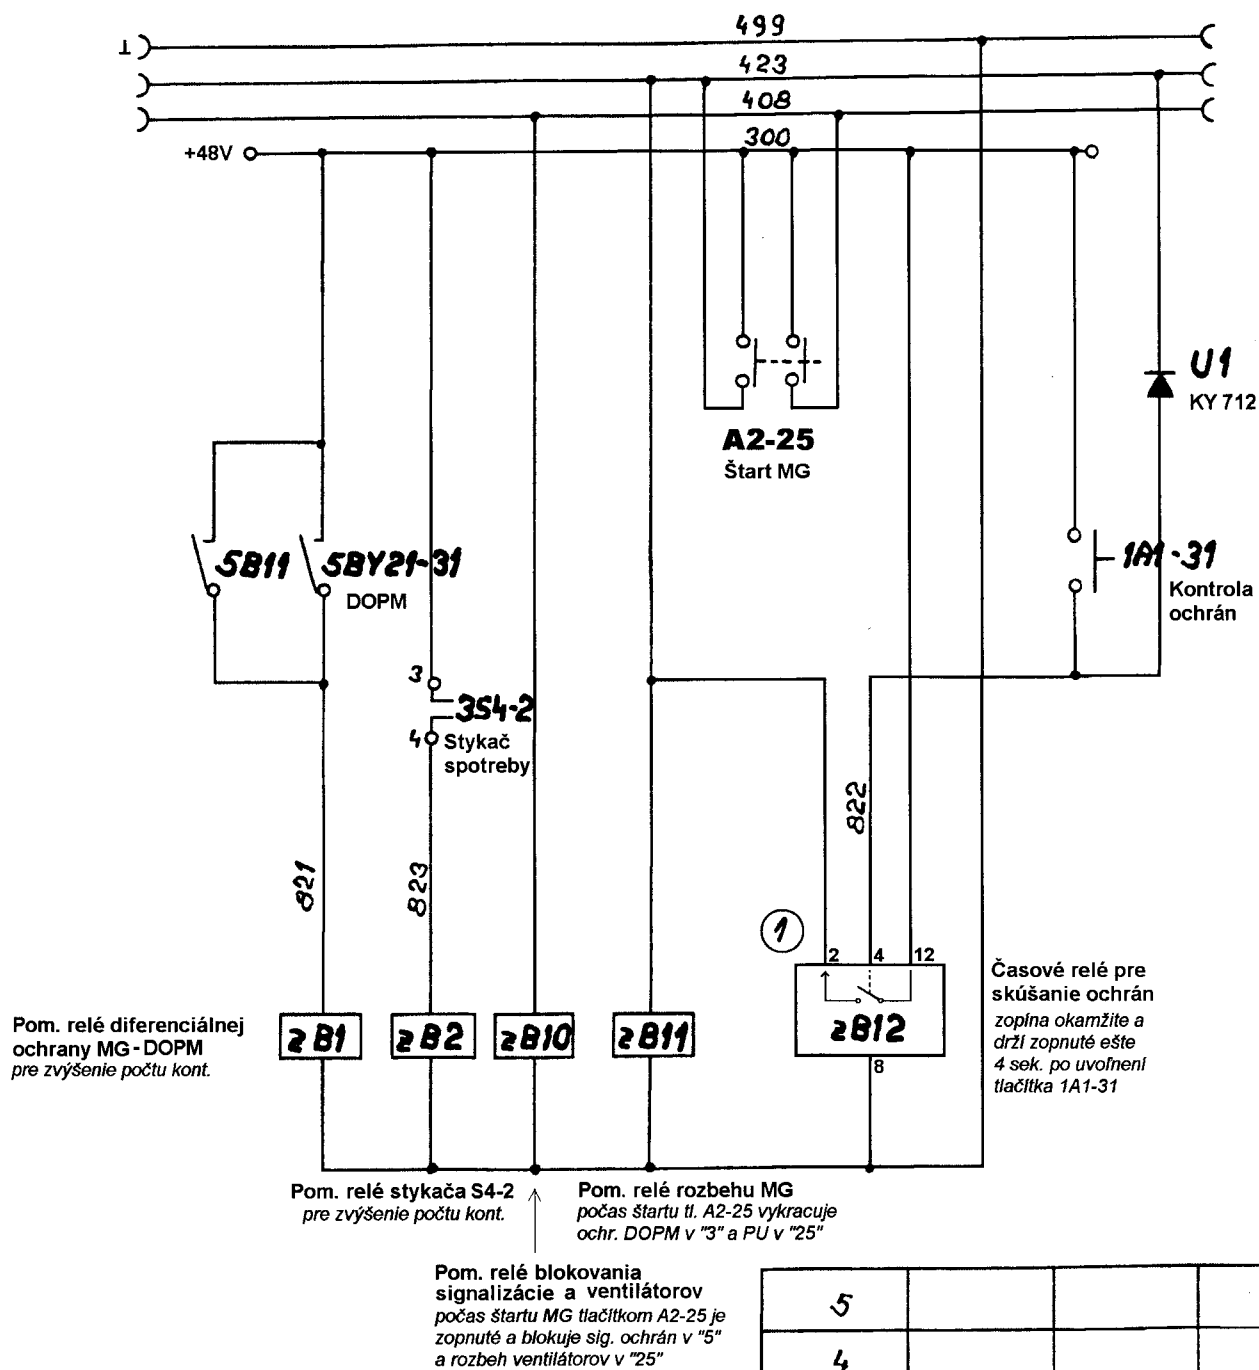 499
⊥
423
408
+48V
300
U1
KY 712
A2-25
Štart MG
5B11
5BY21-31
DOPM
1A1-31
Kontrola
ochrán
3
3S4-2
4
Stykač
spotreby
821
823
822
1
2
4
12
Časové relé pre
skúšanie ochrán
zopína okamžite a
drží zopnuté ešte
4 sek. po uvoľnení
tlačítka 1A1-31
Pom. relé diferenciálnej
ochrany MG-DOPM
pre zvýšenie počtu kont.
2B1
2B2
2B10
2B11
2B12
8
Pom. relé stykača S4-2
pre zvýšenie počtu kont.
Pom. relé rozbehu MG
počas štartu tl. A2-25 vykracuje
ochr. DOPM v "3" a PU v "25"
Pom. relé blokovania
signalizácie a ventilátorov
počas štartu MG tlačítkom A2-25 je
zopnuté a blokuje sig. ochrán v "5"
a rozbeh ventilátorov v "25"
5
4